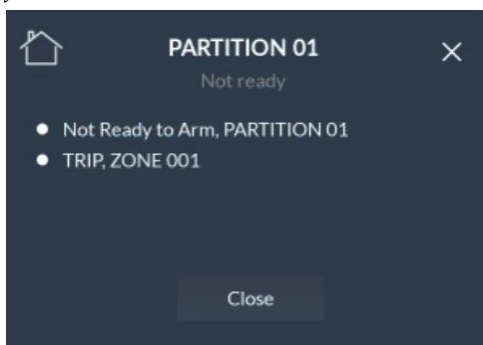 PARTITION 01
Not ready
Not Ready to Arm, PARTITION 01
TRIP, ZONE 001
Close